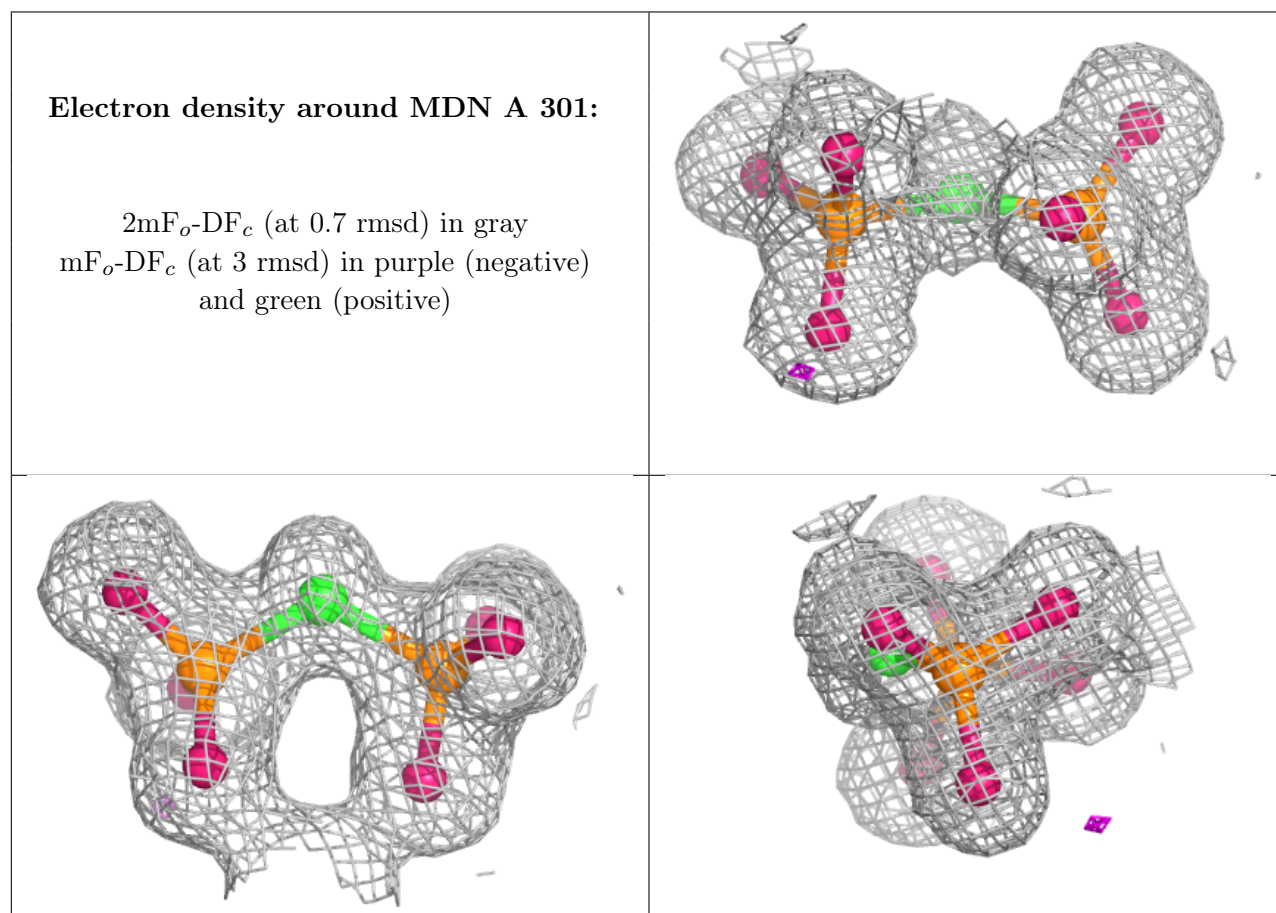 Electron density around MDN A 301:
2mFo-DFc (at 0.7 rmsd) in gray
mFo-DFc (at 3 rmsd) in purple (negative)
and green (positive)